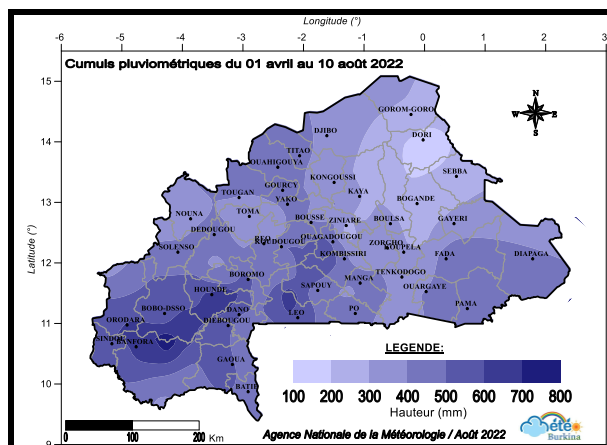 Longitude (°)
-6 -5 -4 -3 -2 -1 0 1 2 3
Cumuls pluviométriques du 01 avril au 10 août 2022
15
14
13
12
11
10
9
Latitude (°)
N
W E
S
GOROM-GORO
DJIBO
DORI
TITAO
OUAHIGOUYA
SEBBA
KONGOUSSI
GOURCY
TOUGAN
YAKO
KAYA
BOGANDE
NOUNA
TOMA
BOUSSE
ZINIARE
BOULSA
GAYERI
DEDOUGOU
REO
KOUDOUGOU
OUAGADOUGOU
ZORGHO
KOUPELA
SOLENSO
KOMBISSIRI
FADA
DIAPAGA
BOROMO
TENKODOGO
MANGA
HOUNDE
SAPOUY
OUARGAYE
BOBO-DSSO
DANO
LEO
PO
PAMA
ORODARA
DIEBOUGOU
SINDOU
BANFORA
GAOUA
BATIE
LEGENDE:
100 200 300 400 500 600 700 800
Hauteur (mm)
0 100 200
Km
Agence Nationale de la Météorologie / Août 2022
météo
Burkina